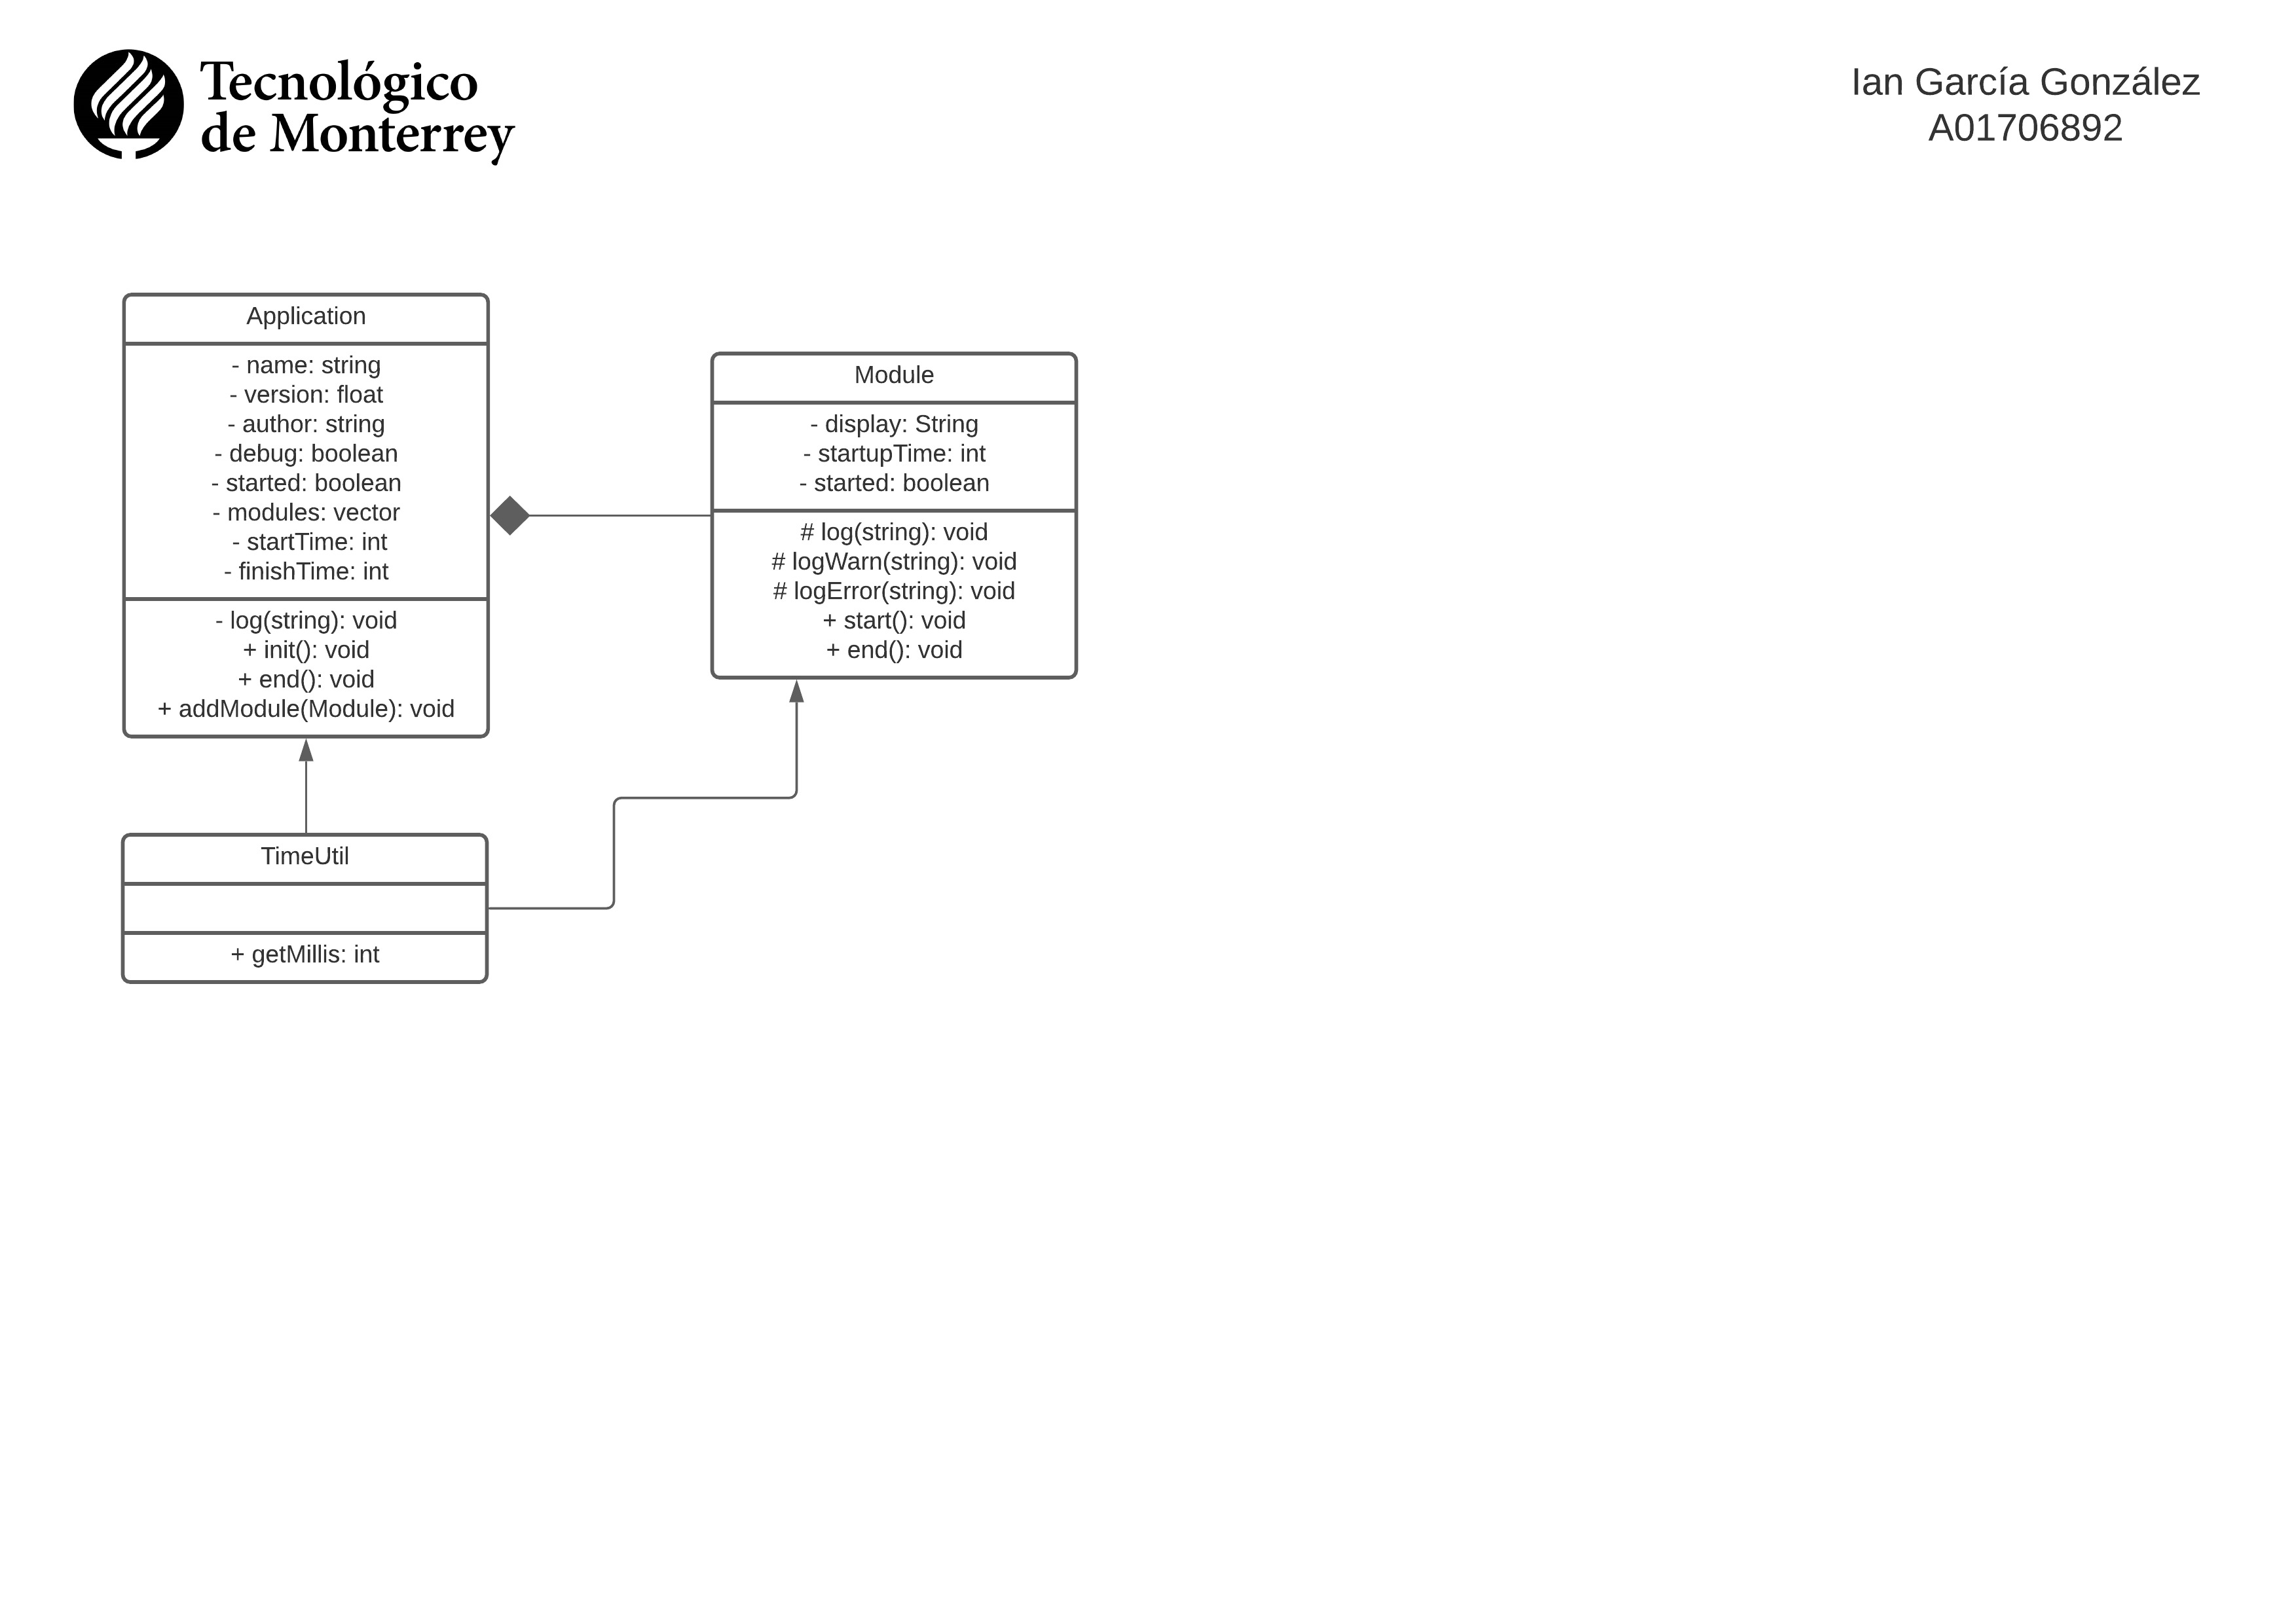 Tecnológico
de Monterrey
Ian García González
A01706892
Application
- name: string
- version: float
- author: string
- debug: boolean
- started: boolean
- modules: vector
- startTime: int
- finishTime: int
- log(string): void
+ init(): void
+ end(): void
+ addModule(Module): void
Module
- display: String
- startupTime: int
- started: boolean
# log(string): void
# logWarn(string): void
# logError(string): void
+ start(): void
+ end(): void
TimeUtil
+ getMillis: int